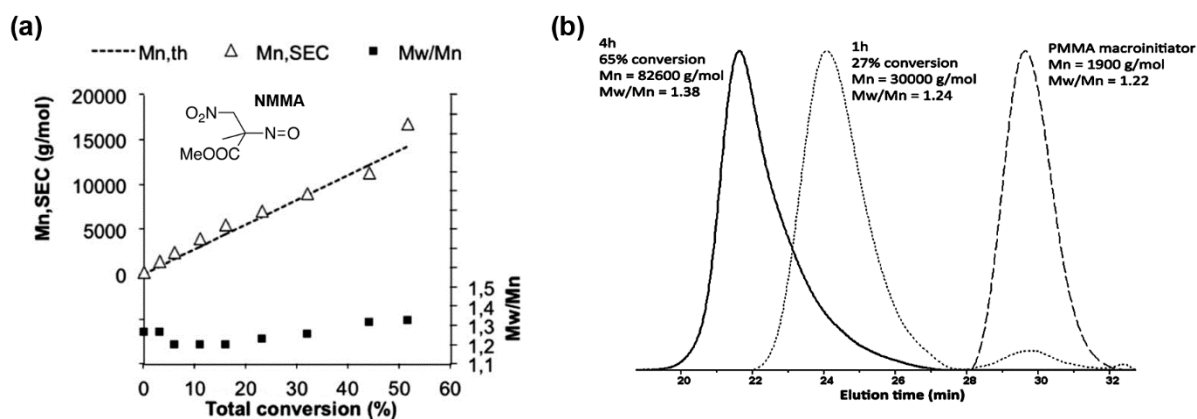 (a)
Mn,th Mn,SEC Mw/Mn
Mn,SEC (g/mol)
20000
15000
10000
5000
0
NMMA
O₂N
N=O
MeOOC
1,5
1,4
1,3
1,2
1,1
Mw/Mn
0 10 20 30 40 50 60
Total conversion (%)
(b)
4h
65% conversion
Mn = 82600 g/mol
Mw/Mn = 1.38
1h
27% conversion
Mn = 30000 g/mol
Mw/Mn = 1.24
PMMA macroinitiator
Mn = 1900 g/mol
Mw/Mn = 1.22
20 22 24 26 28 30 32
Elution time (min)